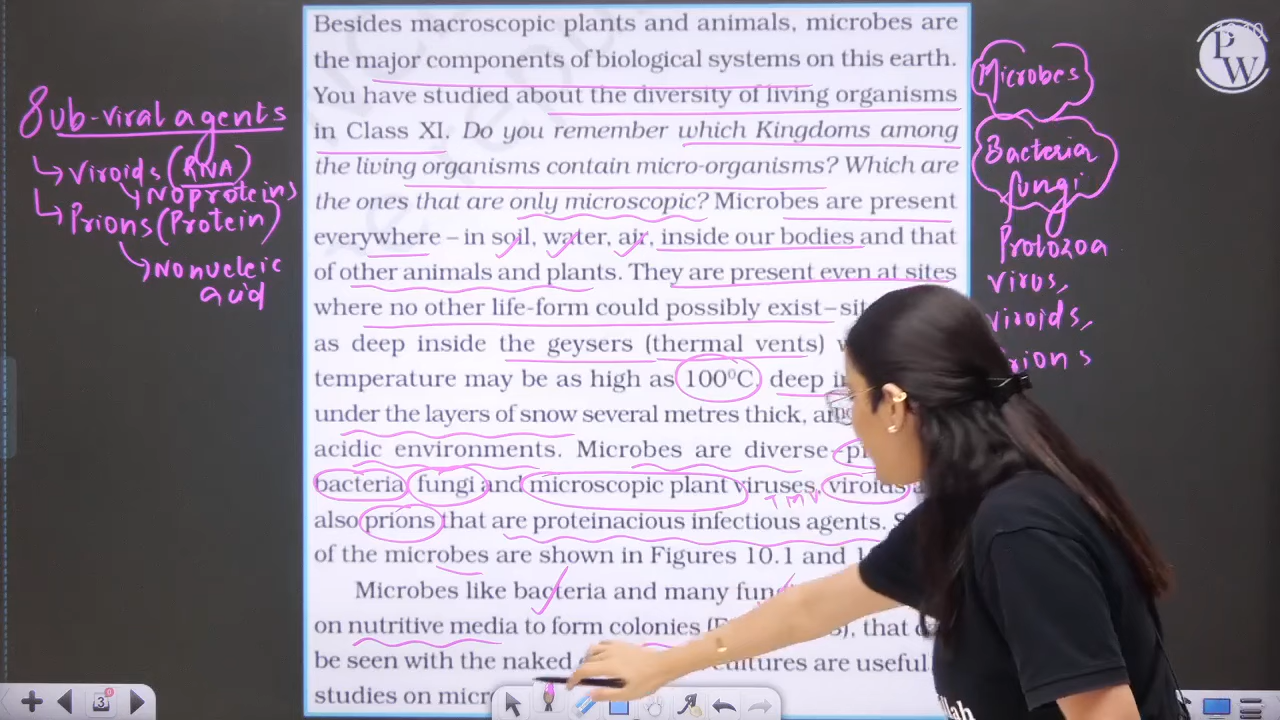 Besides macroscopic plants and animals, microbes are
the major components of biological systems on this earth.
You have studied about the diversity of living organisms
in Class XI. Do you remember which Kingdoms among
the living organisms contain micro-organisms? Which are
the ones that are only microscopic? Microbes are present
everywhere – in soil, water, air, inside our bodies and that
of other animals and plants. They are present even at sites
where no other life-form could possibly exist–
as deep inside the geysers (thermal vents)
temperature may be as high as 100°C, deep
under the layers of snow several metres thick,
acidic environments. Microbes are diverse–
bacteria, fungi and microscopic plant viruses, viroids
TMV
also prions that are proteinacious infectious agents.
of the microbes are shown in Figures 10.1 and
Microbes like bacteria and many
on nutritive media to form colonies
be seen with the naked cultures are useful
studies on
Sub-viral agents
Viroids (RNA)
No proteins
Prions (Protein)
No nucleic
acid
Microbes
Bacteria
fungi
Protozoa
virus,
viroids,
PW
3